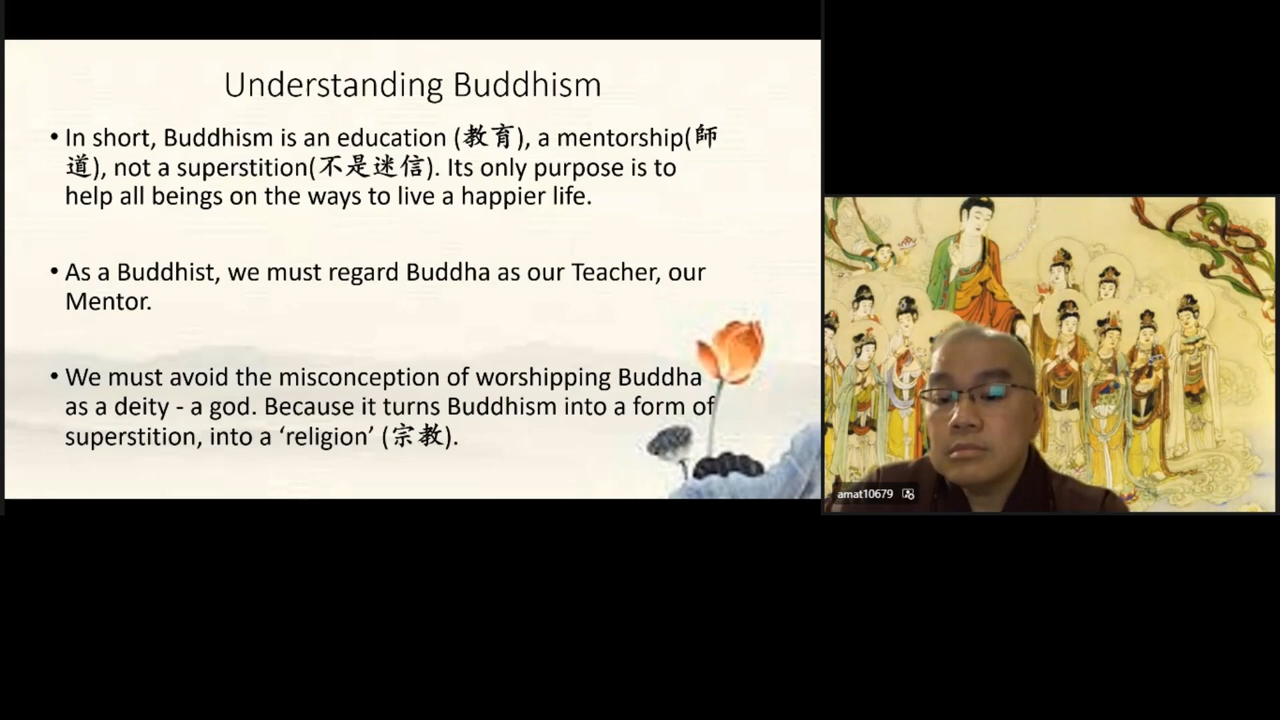 Understanding Buddhism
• In short, Buddhism is an education (教育), a mentorship(師
道), not a superstition(不是迷信). Its only purpose is to
help all beings on the ways to live a happier life.
• As a Buddhist, we must regard Buddha as our Teacher, our
Mentor.
• We must avoid the misconception of worshipping Buddha
as a deity - a god. Because it turns Buddhism into a form of
superstition, into a ‘religion’ (宗教).
amat10679